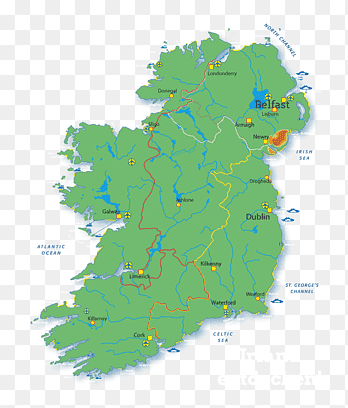 NORTH CHANNEL
Londonderry
Donegal
Belfast
Lisburn
Armagh
Newry
Sligo
IRISH
SEA
Drogheda
Athlone
Galway
Dublin
ATLANTIC
OCEAN
Kilkenny
Limerick
ST. GEORGE'S
CHANNEL
Wexford
Waterford
Killarney
Cork
CELTIC
SEA